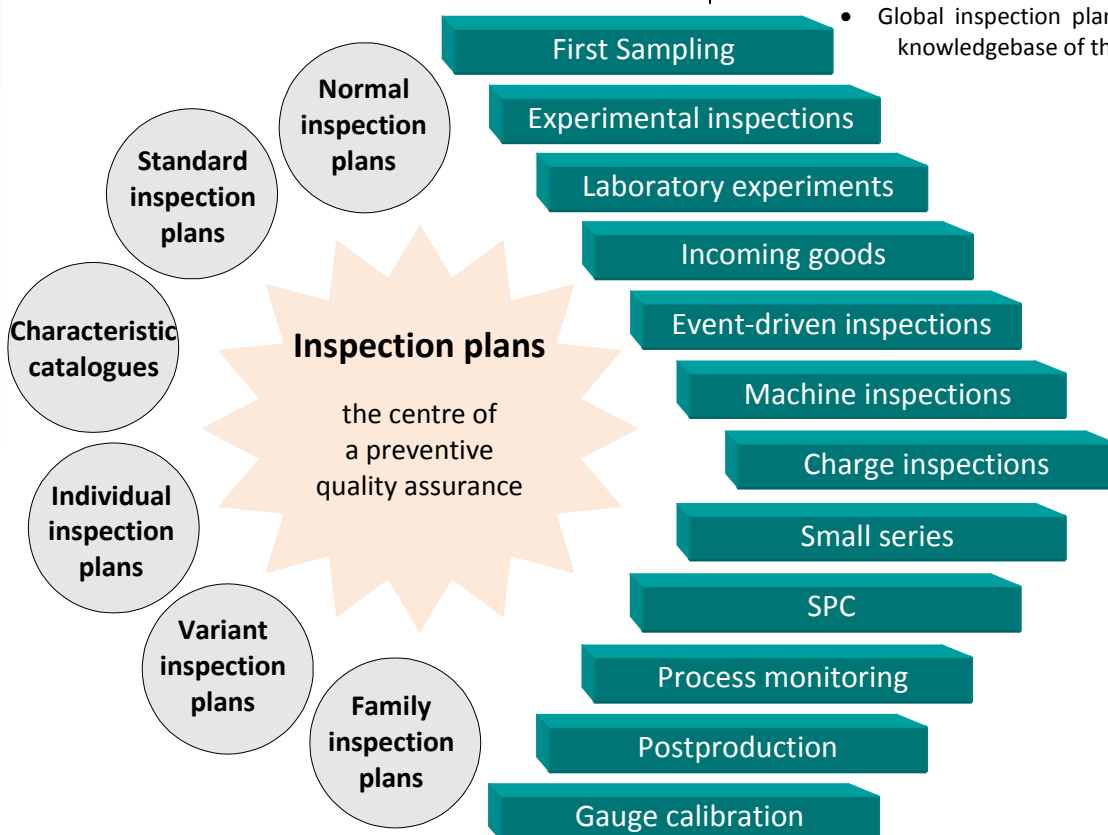 Global inspection plan
knowledgebase of th
First Sampling
Experimental inspections
Laboratory experiments
Incoming goods
Event-driven inspections
Machine inspections
Charge inspections
Small series
SPC
Process monitoring
Postproduction
Gauge calibration
Normal
inspection
plans
Standard
inspection
plans
Characteristic
catalogues
Individual
inspection
plans
Variant
inspection
plans
Family
inspection
plans
Inspection plans
the centre of
a preventive
quality assurance